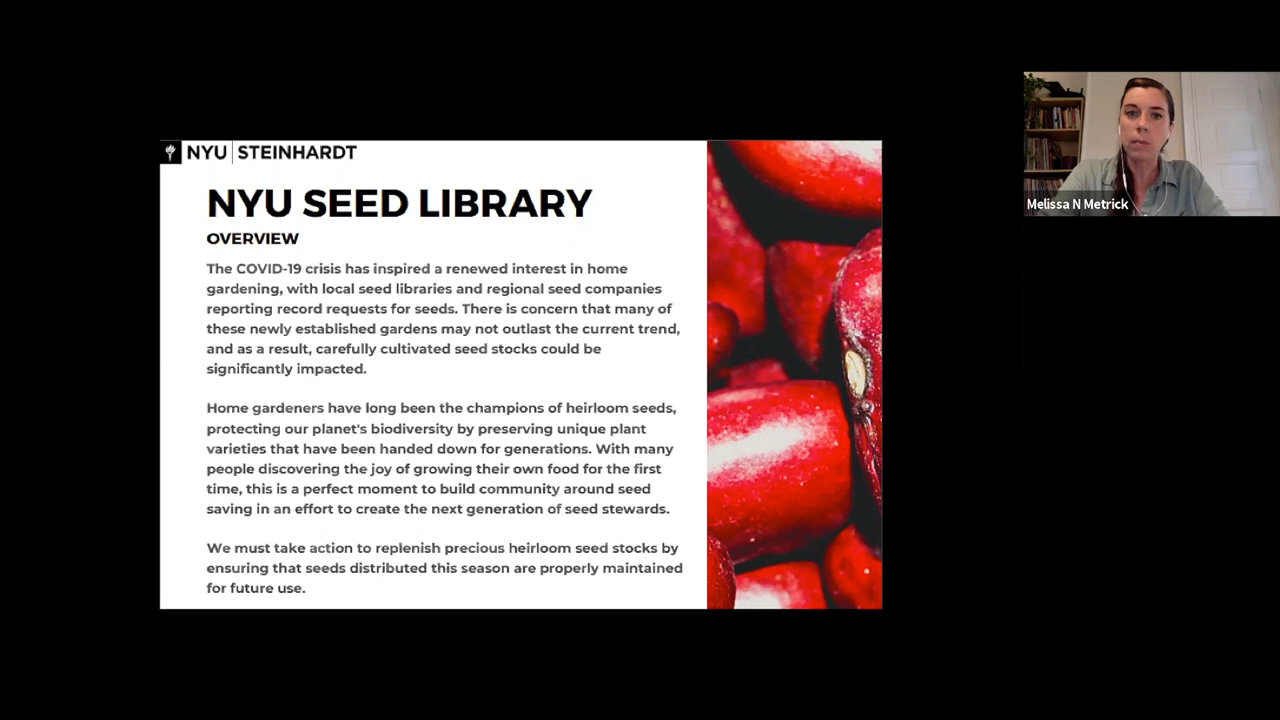 NYU STEINHARDT
NYU SEED LIBRARY
OVERVIEW
The COVID-19 crisis has inspired a renewed interest in home
gardening, with local seed libraries and regional seed companies
reporting record requests for seeds. There is concern that many of
these newly established gardens may not outlast the current trend,
and as a result, carefully cultivated seed stocks could be
significantly impacted.
Home gardeners have long been the champions of heirloom seeds,
protecting our planet's biodiversity by preserving unique plant
varieties that have been handed down for generations. With many
people discovering the joy of growing their own food for the first
time, this is a perfect moment to build community around seed
saving in an effort to create the next generation of seed stewards.
We must take action to replenish precious heirloom seed stocks by
ensuring that seeds distributed this season are properly maintained
for future use.
Melissa N Metrick